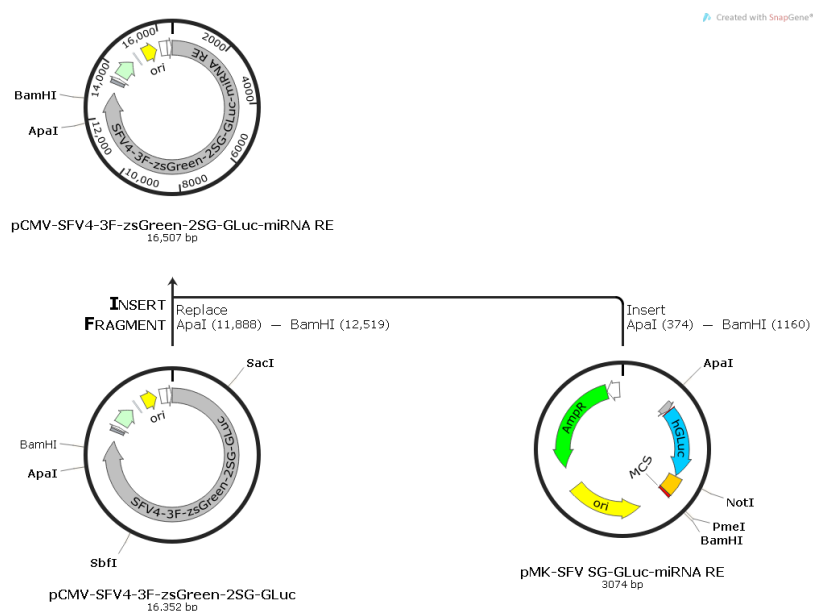 Created with SnapGene®
16,000
2000
14,000
4000
BamHI
ori
miRNA RE
ApaI
12,000
SFV4-3F-zsGreen-2SG-GLuc-miRNA RE
6000
10,000
8000
pCMV-SFV4-3F-zsGreen-2SG-GLuc-miRNA RE
16,507 bp
INSERT
FRAGMENT
Replace
ApaI (11,888) — BamHI (12,519)
Insert
ApaI (374) — BamHI (1160)
SacI
ori
BamHI
ApaI
SFV4-3F-zsGreen-2SG-GLuc
SbfI
pCMV-SFV4-3F-zsGreen-2SG-GLuc
16,352 bp
ApaI
AmpR
hGLuc
MCS
ori
NotI
PmeI
BamHI
pMK-SFV SG-GLuc-miRNA RE
3074 bp